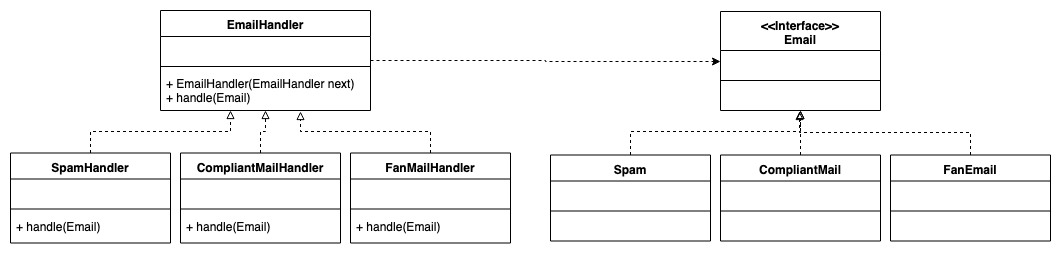 EmailHandler
+ EmailHandler(EmailHandler next)
+ handle(Email)
<<Interface>>
Email
SpamHandler
+ handle(Email)
CompliantMailHandler
+ handle(Email)
FanMailHandler
+ handle(Email)
Spam
CompliantMail
FanEmail